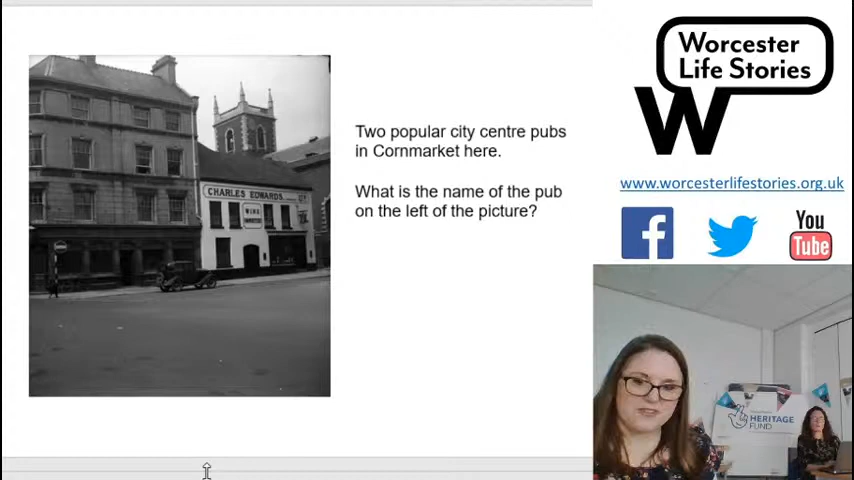 Worcester
Life Stories
W
Two popular city centre pubs
in Cornmarket here.
What is the name of the pub
on the left of the picture?
www.worcesterlifestories.org.uk
f
You
Tube
CHARLES EDWARDS
WINE
HERITAGE
FUND